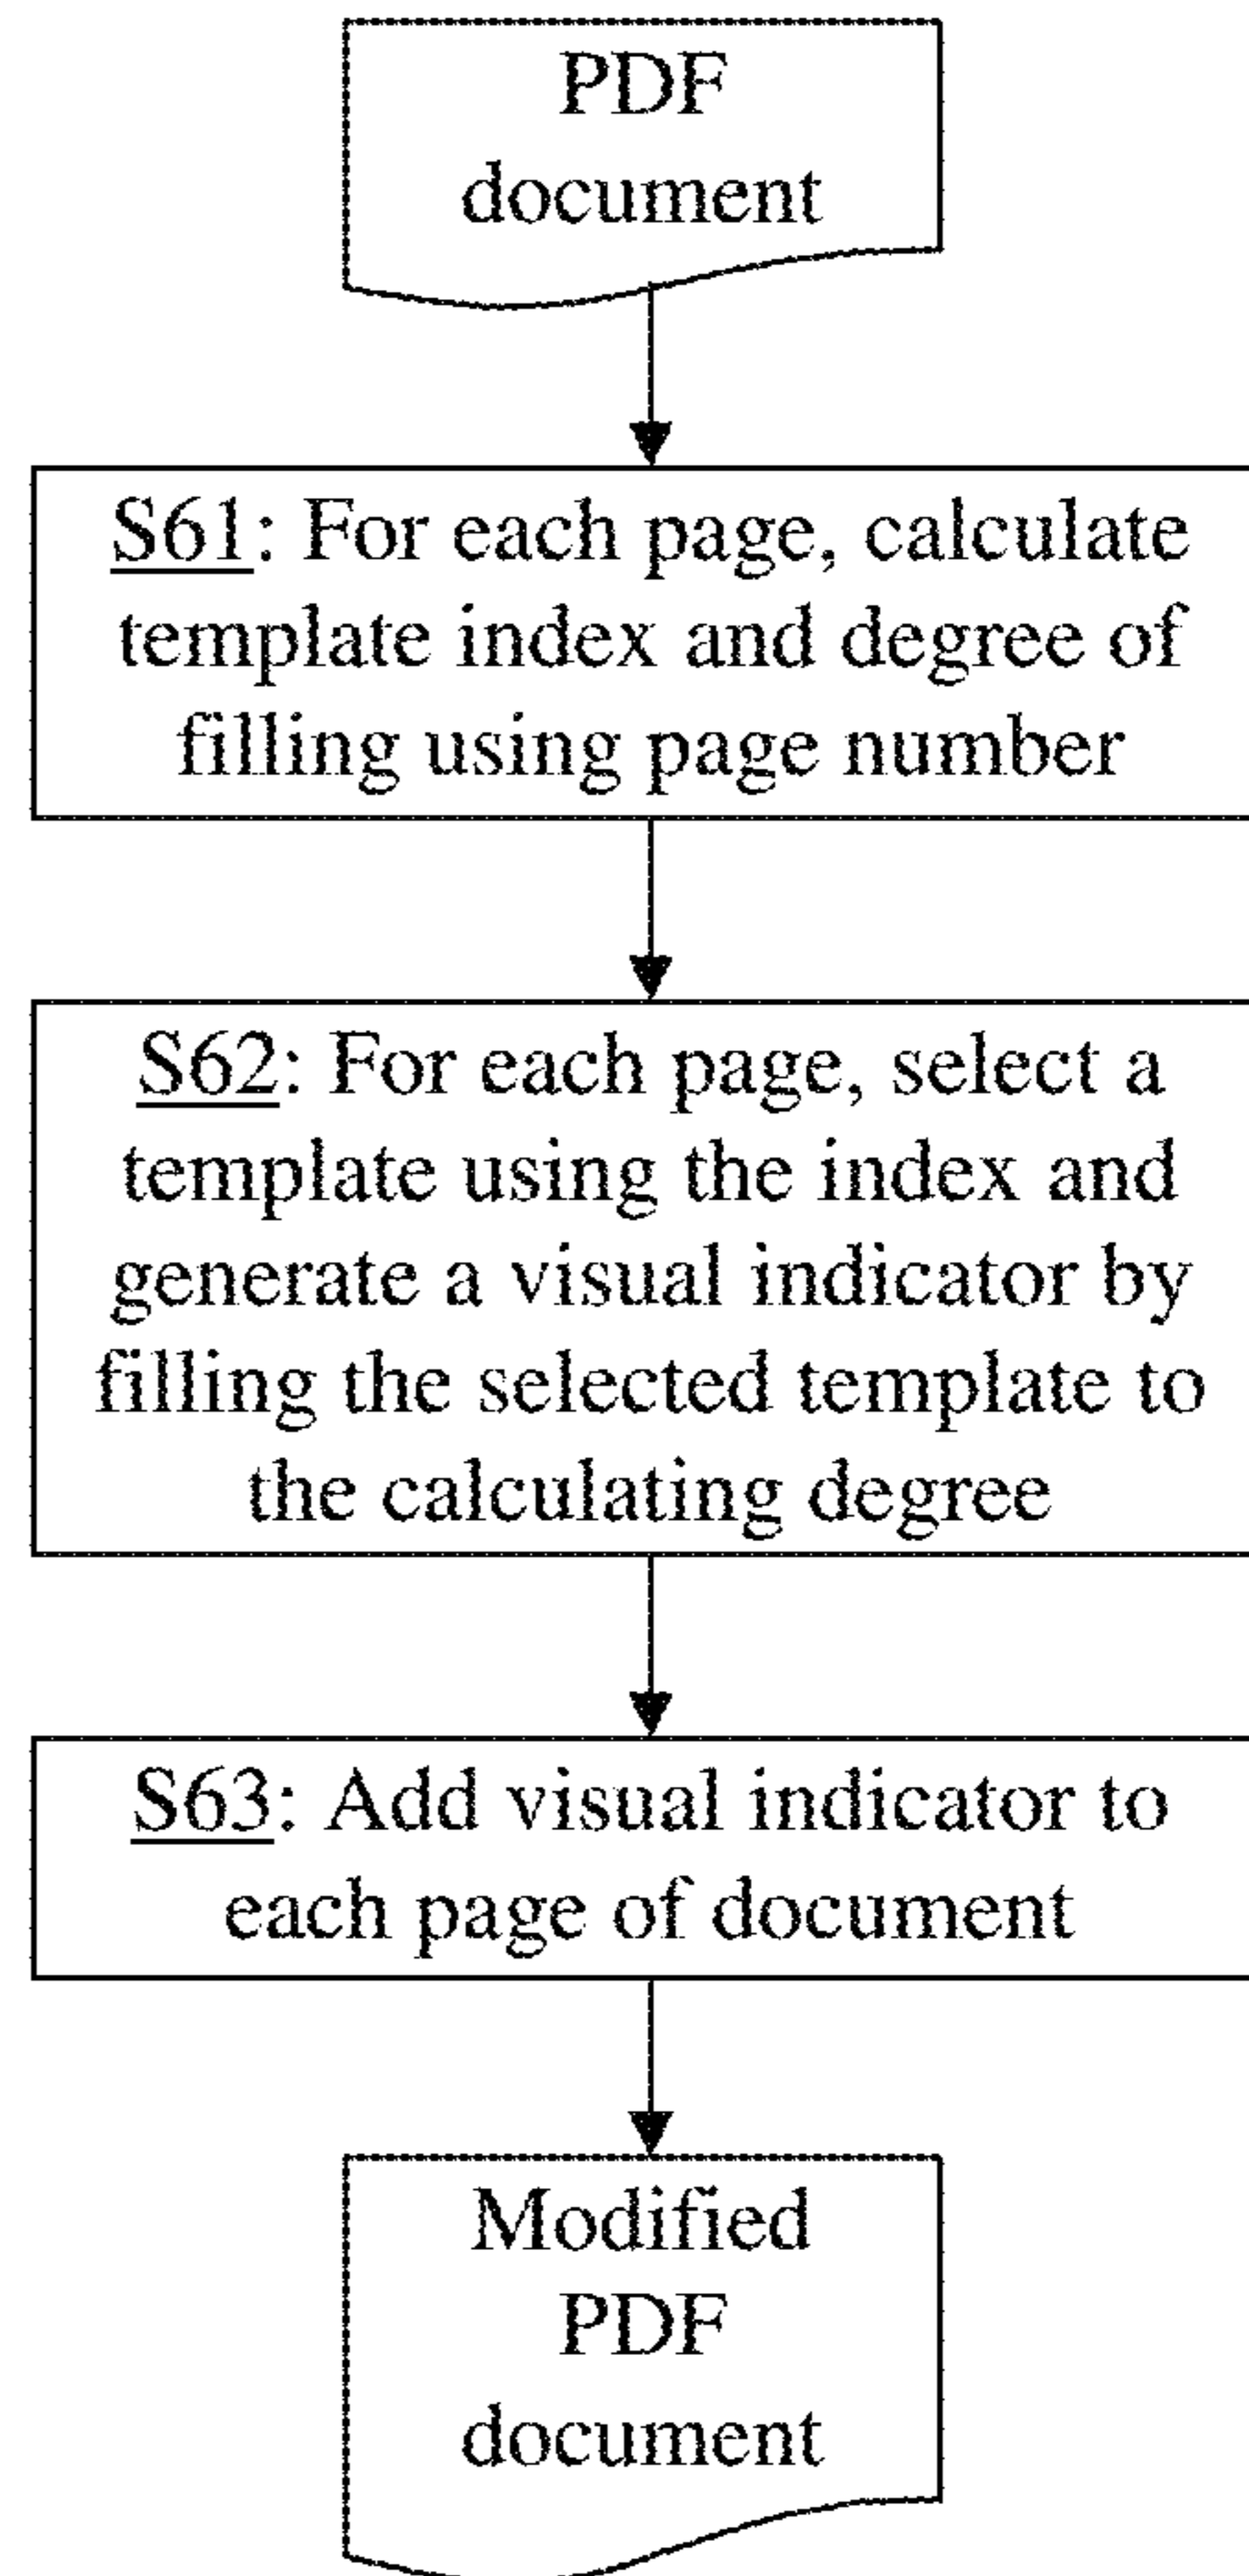 PDF
document
S61: For each page, calculate
template index and degree of
filling using page number
S62: For each page, select a
template using the index and
generate a visual indicator by
filling the selected template to
the calculating degree
S63: Add visual indicator to
each page of document
Modified
PDF
document